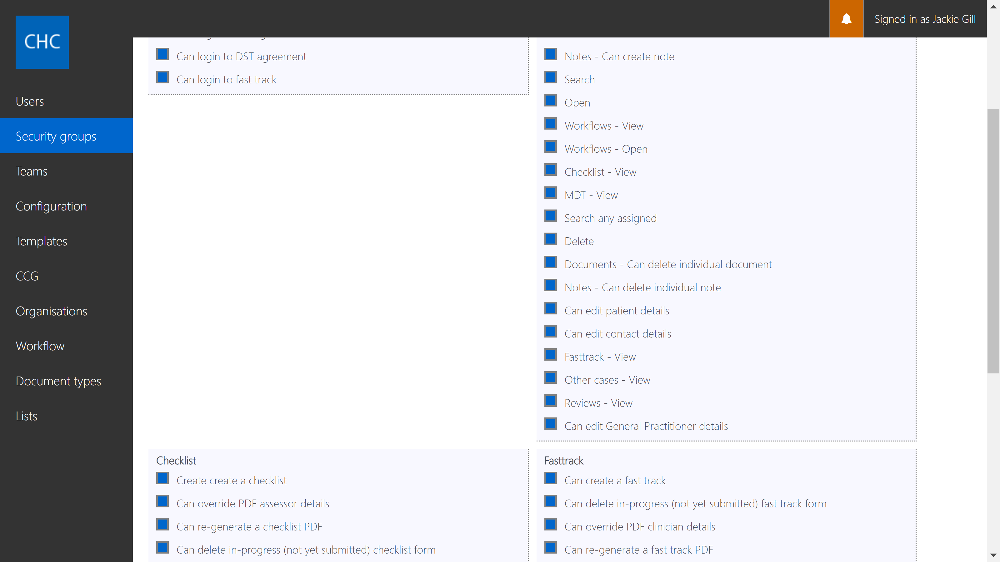 CHC
Signed in as Jackie Gill
Users
Security groups
Teams
Configuration
Templates
CCG
Organisations
Workflow
Document types
Lists
Can login to DST agreement
Can login to fast track
Notes - Can create note
Search
Open
Workflows - View
Workflows - Open
Checklist - View
MDT - View
Search any assigned
Delete
Documents - Can delete individual document
Notes - Can delete individual note
Can edit patient details
Can edit contact details
Fasttrack - View
Other cases - View
Reviews - View
Can edit General Practitioner details
Checklist
Create create a checklist
Can override PDF assessor details
Can re-generate a checklist PDF
Can delete in-progress (not yet submitted) checklist form
Fasttrack
Can create a fast track
Can delete in-progress (not yet submitted) fast track form
Can override PDF clinician details
Can re-generate a fast track PDF